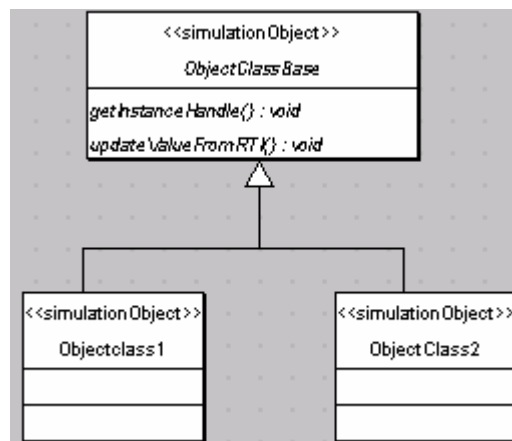 <<simulationObject>>
ObjectClassBase
getInstanceHandle() : void
updateValueFromRTI() : void
<<simulationObject>>
Objectclass1
<<simulationObject>>
ObjectClass2